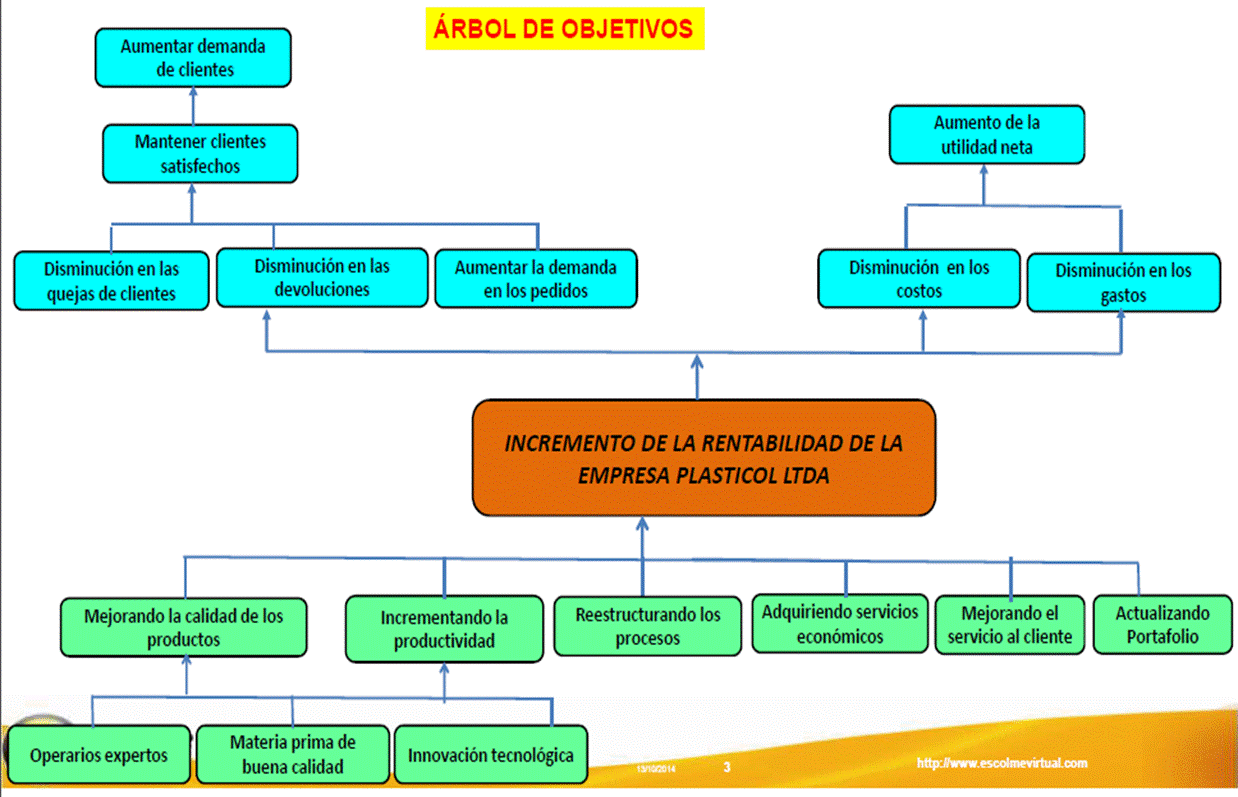 ÁRBOL DE OBJETIVOS
Aumentar demanda
de clientes
Mantener clientes
satisfechos
Aumento de la
utilidad neta
Disminución en las
quejas de clientes
Disminución en las
devoluciones
Aumentar la demanda
en los pedidos
Disminución en los
costos
Disminución en los
gastos
INCREMENTO DE LA RENTABILIDAD DE LA
EMPRESA PLASTICOL LTDA
Mejorando la calidad de los
productos
Incrementando la
productividad
Reestructurando los
procesos
Adquiriendo servicios
económicos
Mejorando el
servicio al cliente
Actualizando
Portafolio
Operarios expertos
Materia prima de
buena calidad
Innovación tecnológica
13/10/2014
3
http://www.escolmevirtual.com